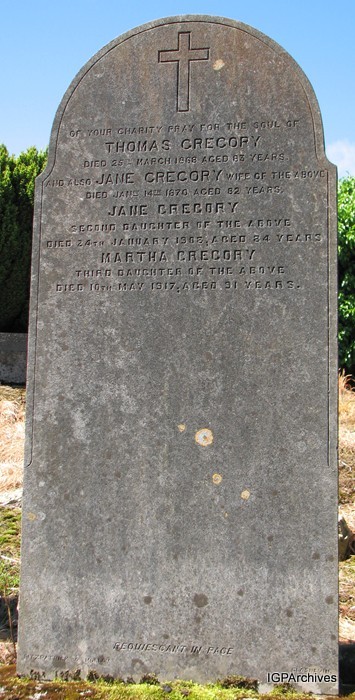 OF YOUR CHARITY PRAY FOR THE SOUL OF
THOMAS GREGORY
DIED 25TH MARCH 1868 AGED 83 YEARS.
AND ALSO JANE GREGORY WIFE OF THE ABOVE
DIED JANY 14TH 1870, AGED 82 YEARS.
JANE GREGORY
SECOND DAUGHTER OF THE ABOVE
DIED 24TH JANUARY AGED 84 YEARS
MARTHA GREGORY
THIRD DAUGHTER OF THE ABOVE
DIED 10TH MAY 1917, AGED 91 YEARS.
REQUIESCANT IN PACE
IGPArchives